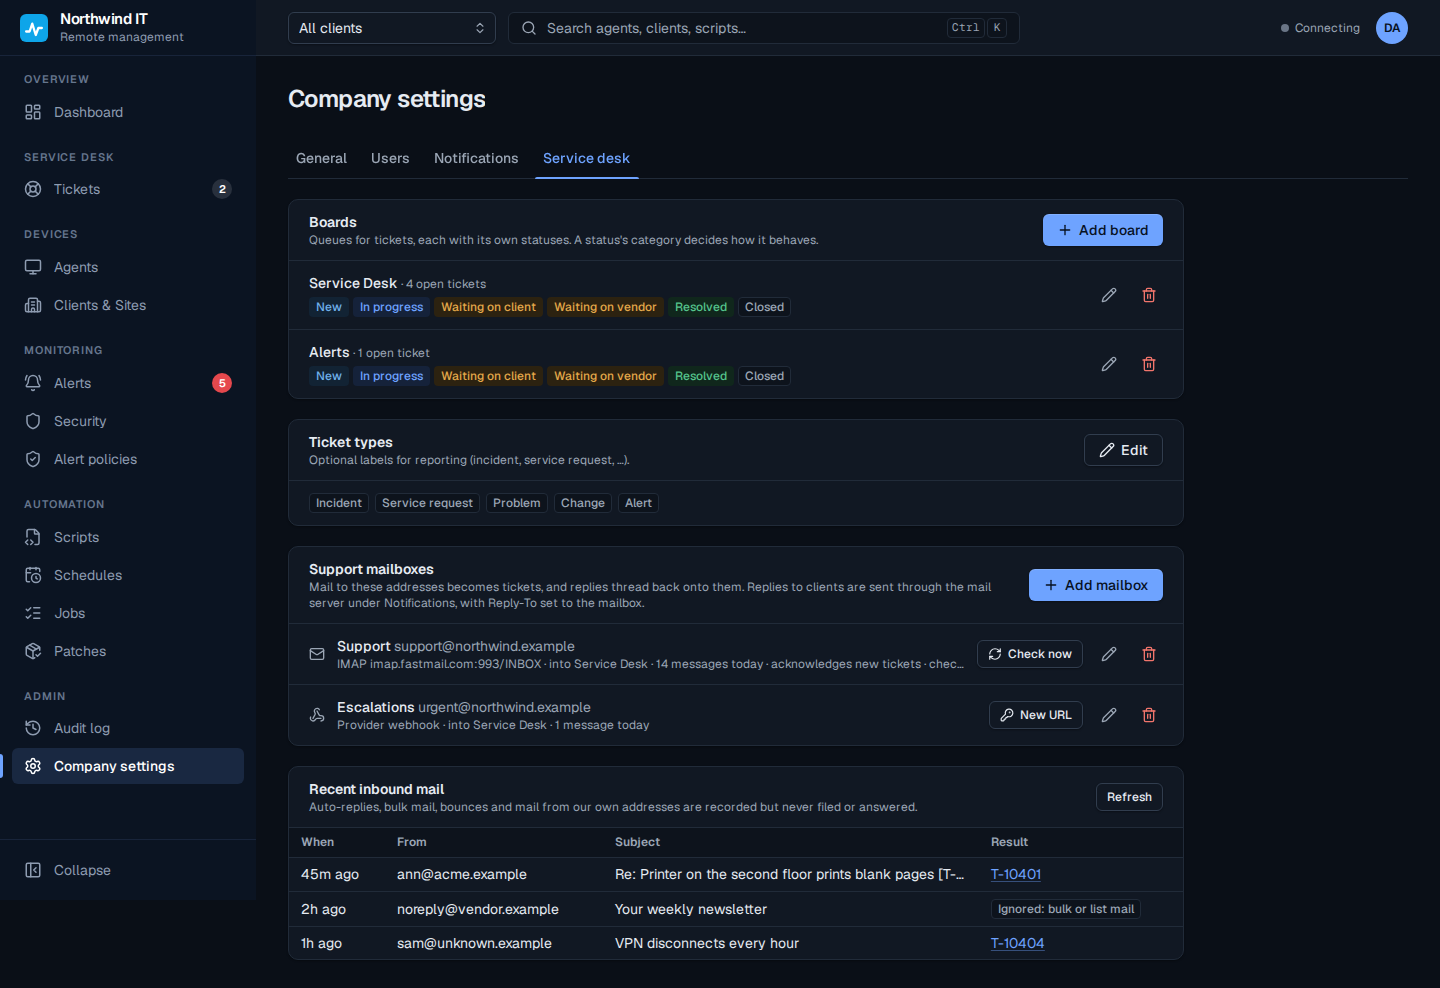 Northwind IT
Remote management
All clients
Search agents, clients, scripts...
Ctrl K
Connecting
DA
OVERVIEW
Dashboard
SERVICE DESK
Tickets 2
DEVICES
Agents
Clients & Sites
MONITORING
Alerts 5
Security
Alert policies
AUTOMATION
Scripts
Schedules
Jobs
Patches
ADMIN
Audit log
Company settings
Collapse
Company settings
General Users Notifications Service desk
Boards
Queues for tickets, each with its own statuses. A status's category decides how it behaves.
Add board
Service Desk · 4 open tickets
New In progress Waiting on client Waiting on vendor Resolved Closed
Alerts · 1 open ticket
New In progress Waiting on client Waiting on vendor Resolved Closed
Ticket types
Optional labels for reporting (incident, service request, ...).
Edit
Incident Service request Problem Change Alert
Support mailboxes
Mail to these addresses becomes tickets, and replies thread back onto them. Replies to clients are sent through the mail
server under Notifications, with Reply-To set to the mailbox.
Add mailbox
Support support@northwind.example
IMAP imap.fastmail.com:993/INBOX · into Service Desk · 14 messages today · acknowledges new tickets · chec...
Check now
Escalations urgent@northwind.example
Provider webhook · into Service Desk · 1 message today
New URL
Recent inbound mail
Auto-replies, bulk mail, bounces and mail from our own addresses are recorded but never filed or answered.
Refresh
When From Subject Result
45m ago ann@acme.example Re: Printer on the second floor prints blank pages [T-... T-10401
2h ago noreply@vendor.example Your weekly newsletter Ignored: bulk or list mail
1h ago sam@unknown.example VPN disconnects every hour T-10404